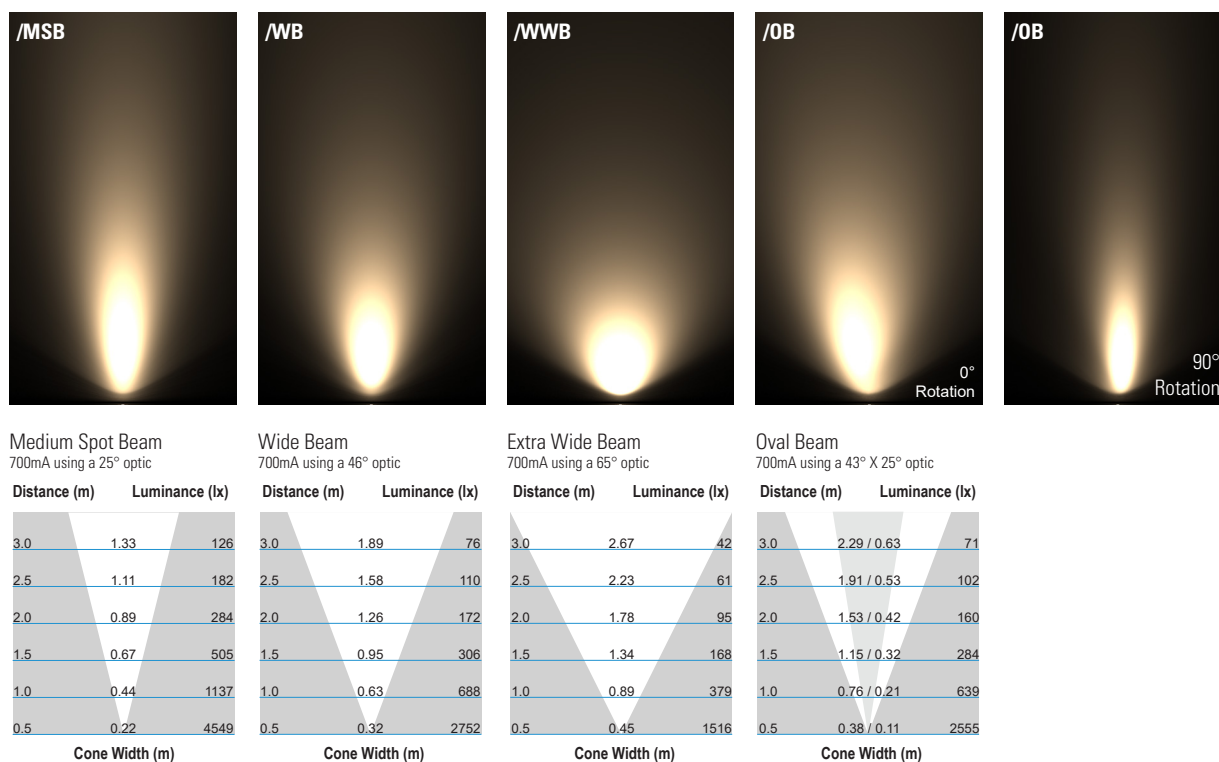 /MSB
/WB
/WWB
/OB
/OB
0°
Rotation
90°
Rotation
Medium Spot Beam
700mA using a 25° optic
Distance (m) Luminance (lx)
3.0 1.33 126
2.5 1.11 182
2.0 0.89 284
1.5 0.67 505
1.0 0.44 1137
0.5 0.22 4549
Cone Width (m)
Wide Beam
700mA using a 46° optic
Distance (m) Luminance (lx)
3.0 1.89 76
2.5 1.58 110
2.0 1.26 172
1.5 0.95 306
1.0 0.63 688
0.5 0.32 2752
Cone Width (m)
Extra Wide Beam
700mA using a 65° optic
Distance (m) Luminance (lx)
3.0 2.67 42
2.5 2.23 61
2.0 1.78 95
1.5 1.34 168
1.0 0.89 379
0.5 0.45 1516
Cone Width (m)
Oval Beam
700mA using a 43° X 25° optic
Distance (m) Luminance (lx)
3.0 2.29 / 0.63 71
2.5 1.91 / 0.53 102
2.0 1.53 / 0.42 160
1.5 1.15 / 0.32 284
1.0 0.76 / 0.21 639
0.5 0.38 / 0.11 2555
Cone Width (m)